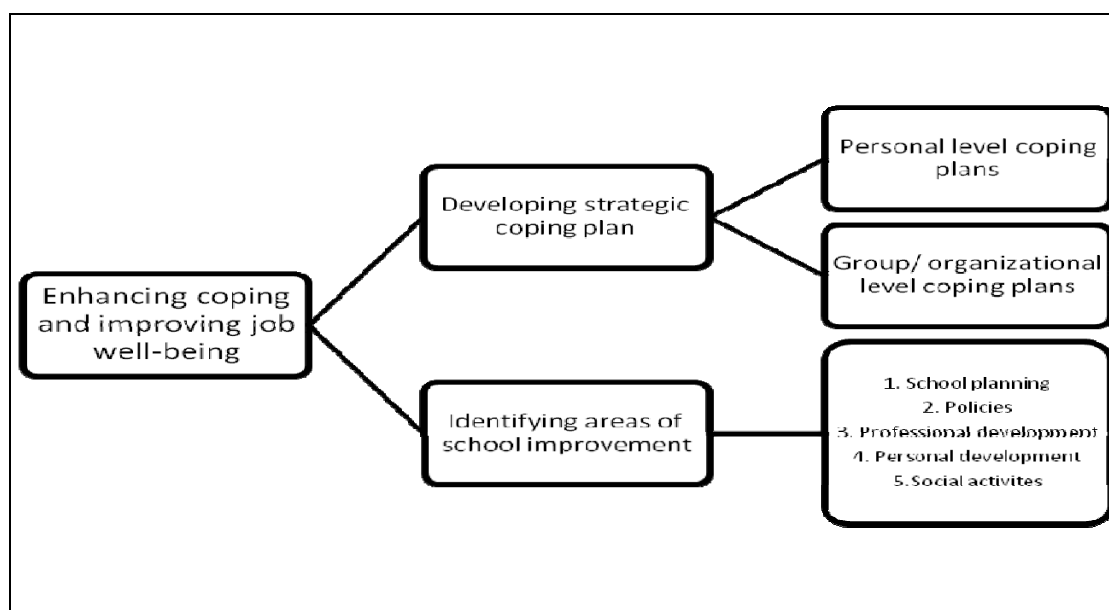 Enhancing coping
and improving job
well-being
Developing strategic
coping plan
Personal level coping
plans
Group/ organizational
level coping plans
Identifying areas of
school improvement
1. School planning
2. Policies
3. Professional development
4. Personal development
5. Social activites